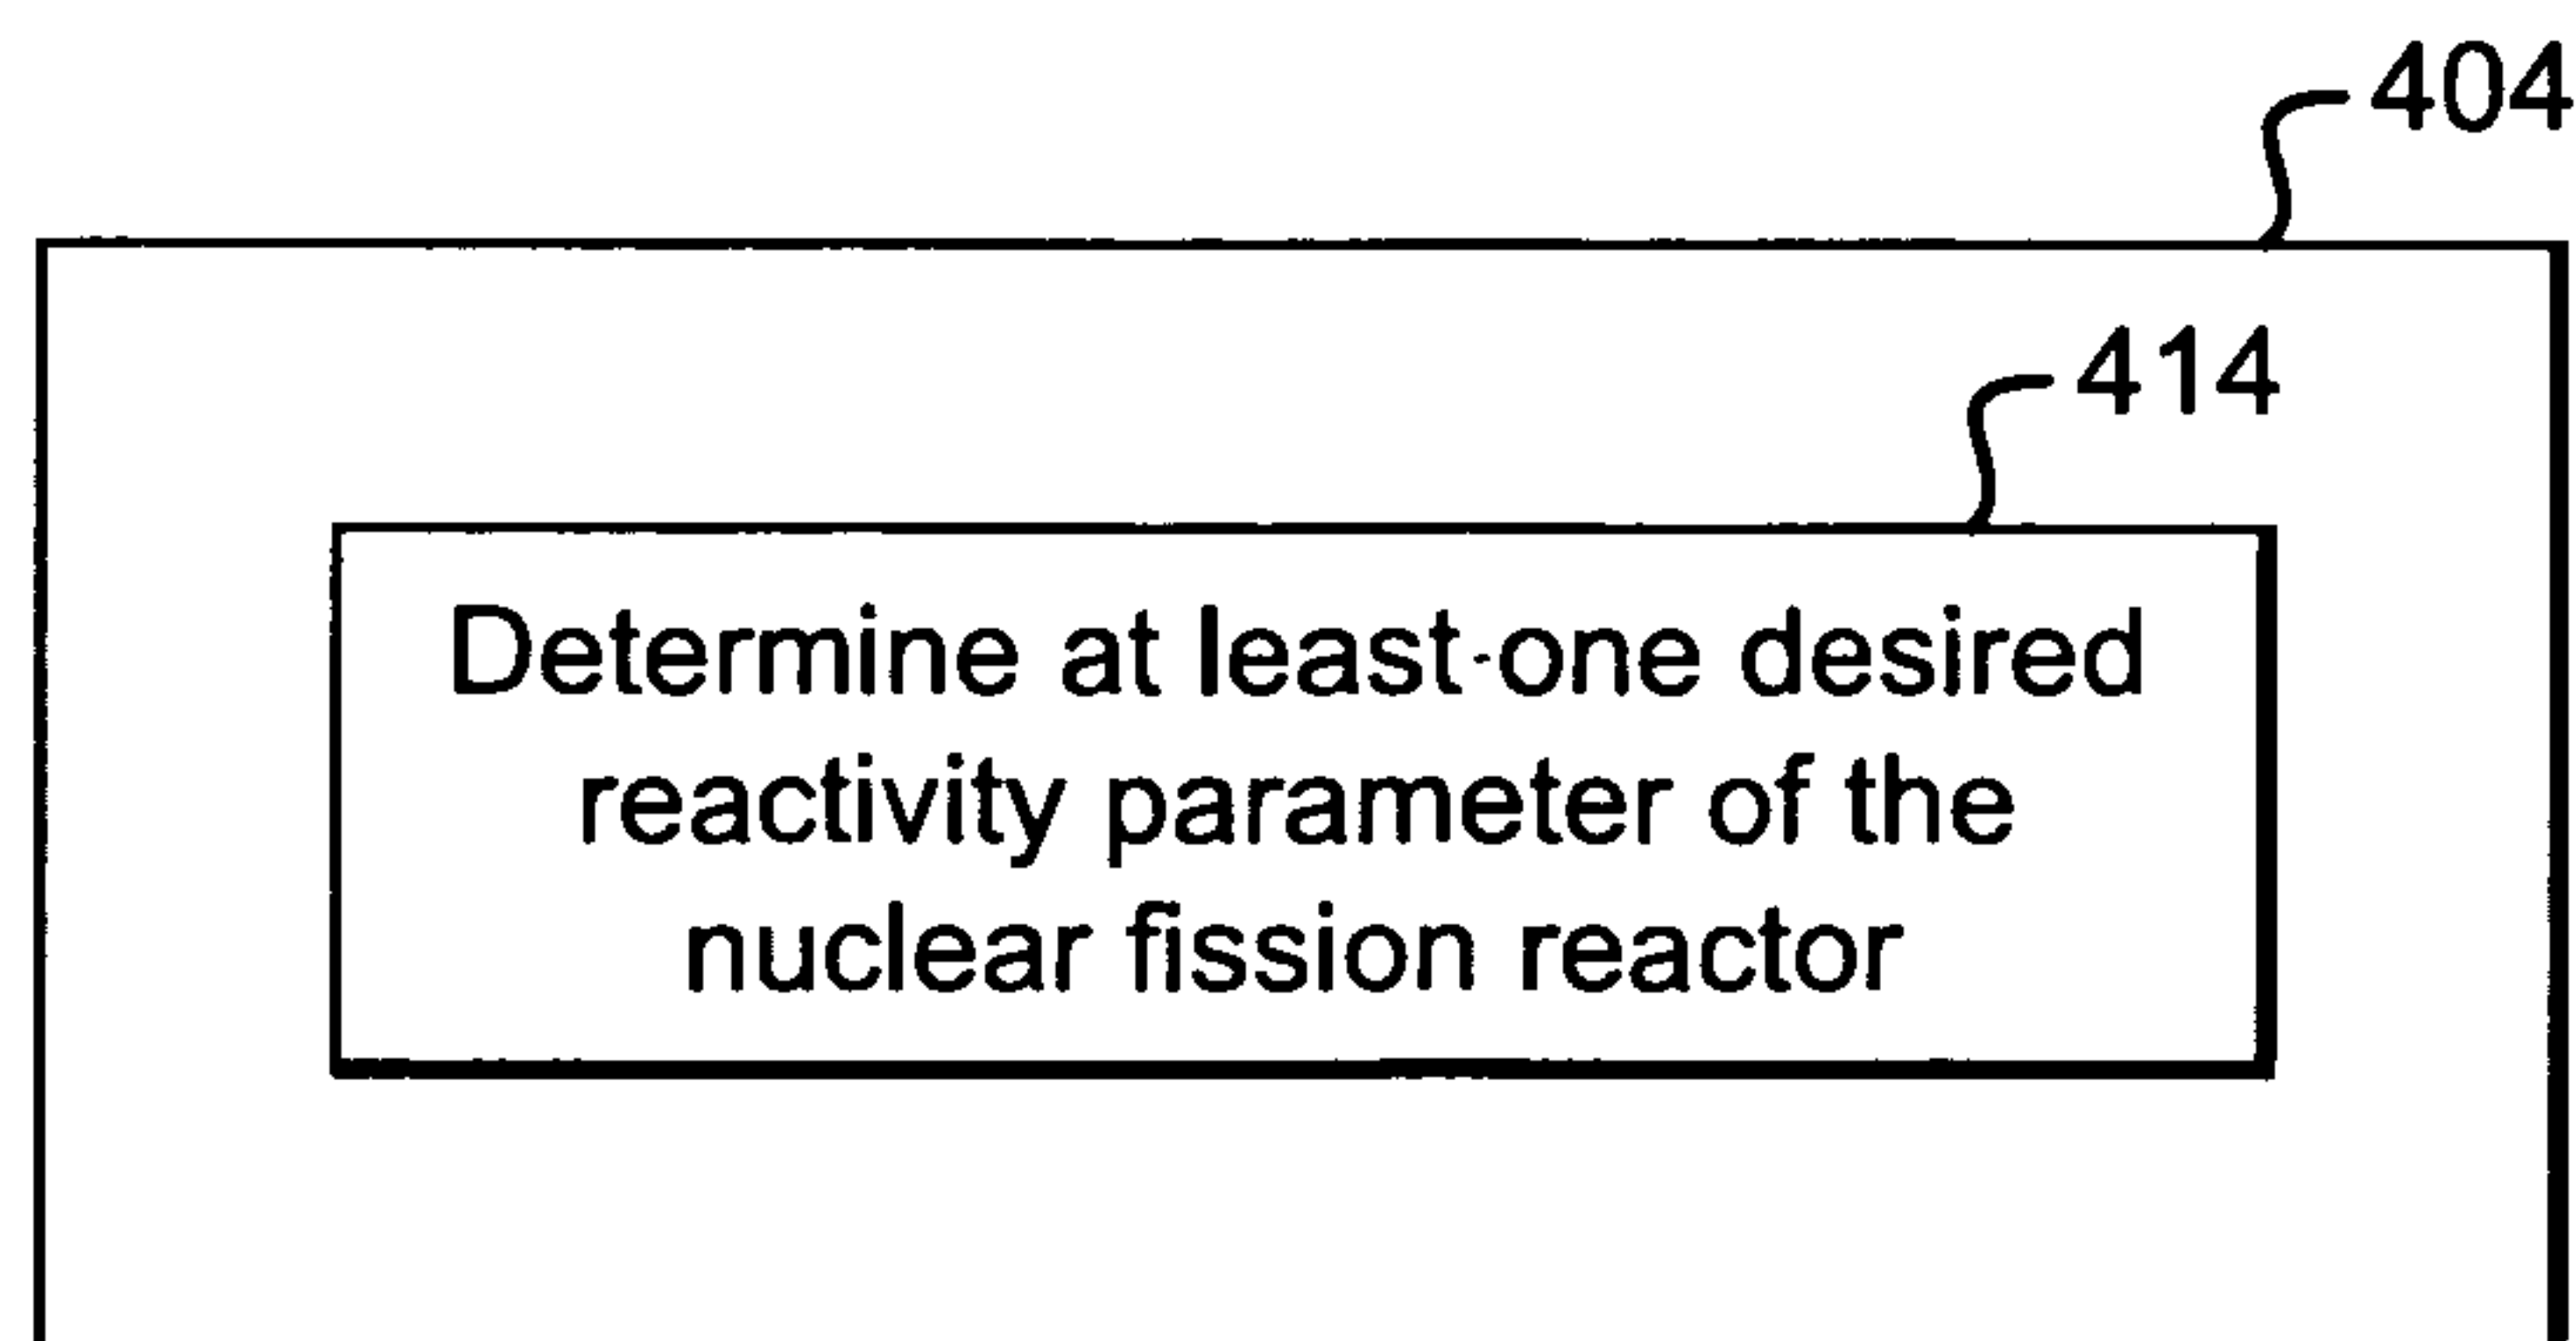 404
414
Determine at least one desired
reactivity parameter of the
nuclear fission reactor